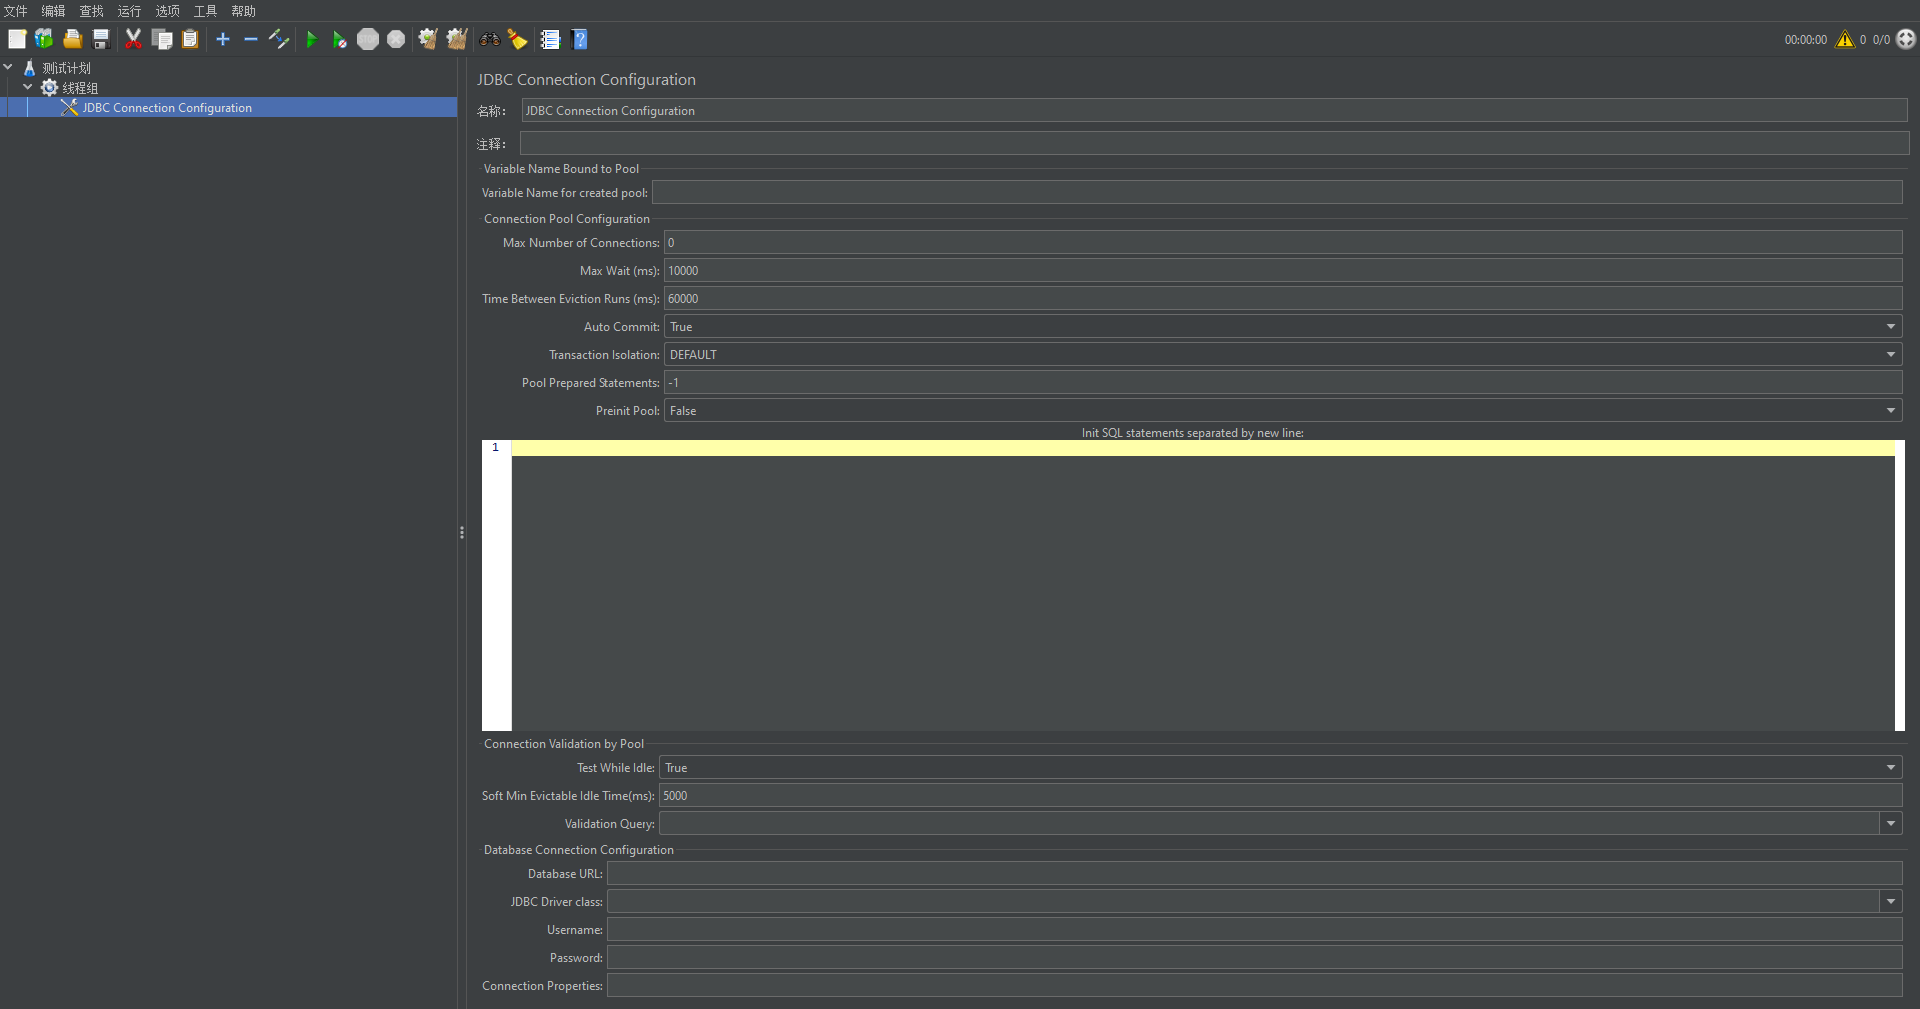 文件 编辑 查找 运行 选项 工具 帮助
00:00:00 0 0/0
测试计划
线程组
JDBC Connection Configuration
JDBC Connection Configuration
名称： JDBC Connection Configuration
注释：
Variable Name Bound to Pool
Variable Name for created pool:
Connection Pool Configuration
Max Number of Connections: 0
Max Wait (ms): 10000
Time Between Eviction Runs (ms): 60000
Auto Commit: True
Transaction Isolation: DEFAULT
Pool Prepared Statements: -1
Preinit Pool: False
Init SQL statements separated by new line:
1
Connection Validation by Pool
Test While Idle: True
Soft Min Evictable Idle Time(ms): 5000
Validation Query:
Database Connection Configuration
Database URL:
JDBC Driver class:
Username:
Password:
Connection Properties: